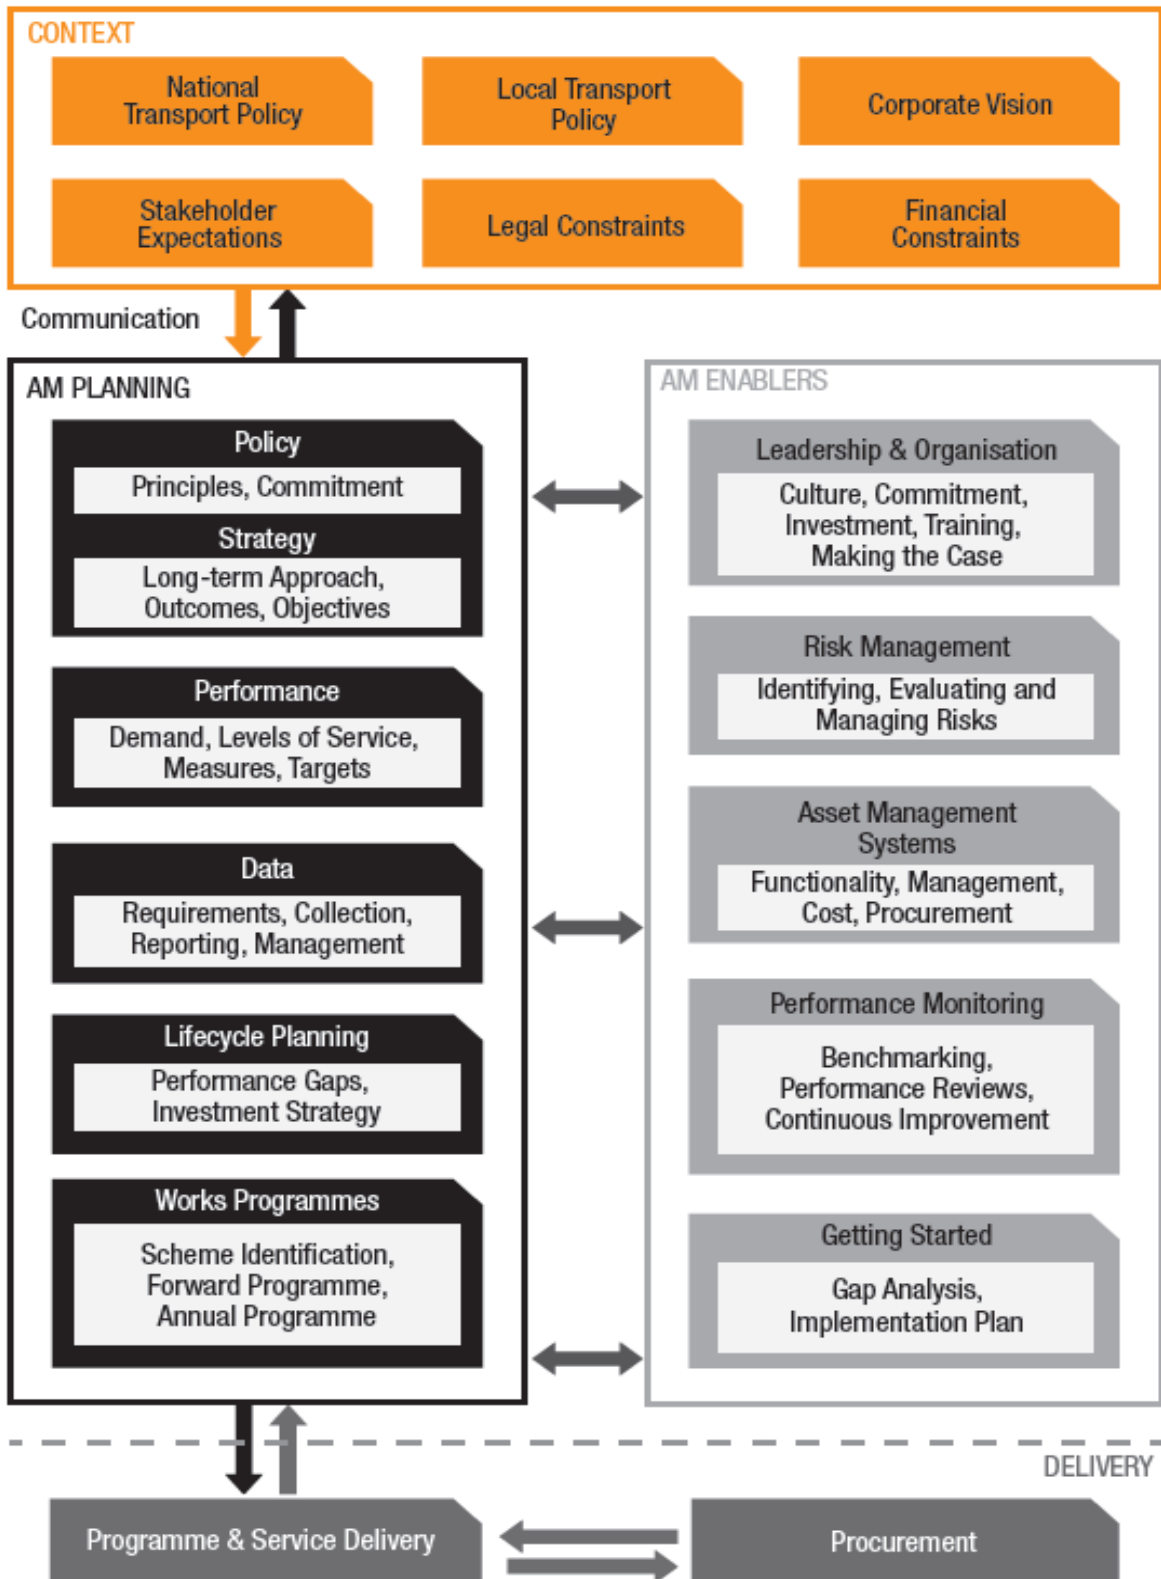 CONTEXT
National
Transport Policy
Local Transport
Policy
Corporate Vision
Stakeholder
Expectations
Legal Constraints
Financial
Constraints
Communication
AM PLANNING
Policy
Principles, Commitment
Strategy
Long-term Approach,
Outcomes, Objectives
Performance
Demand, Levels of Service,
Measures, Targets
Data
Requirements, Collection,
Reporting, Management
Lifecycle Planning
Performance Gaps,
Investment Strategy
Works Programmes
Scheme Identification,
Forward Programme,
Annual Programme
AM ENABLERS
Leadership & Organisation
Culture, Commitment,
Investment, Training,
Making the Case
Risk Management
Identifying, Evaluating and
Managing Risks
Asset Management
Systems
Functionality, Management,
Cost, Procurement
Performance Monitoring
Benchmarking,
Performance Reviews,
Continuous Improvement
Getting Started
Gap Analysis,
Implementation Plan
DELIVERY
Programme & Service Delivery
Procurement